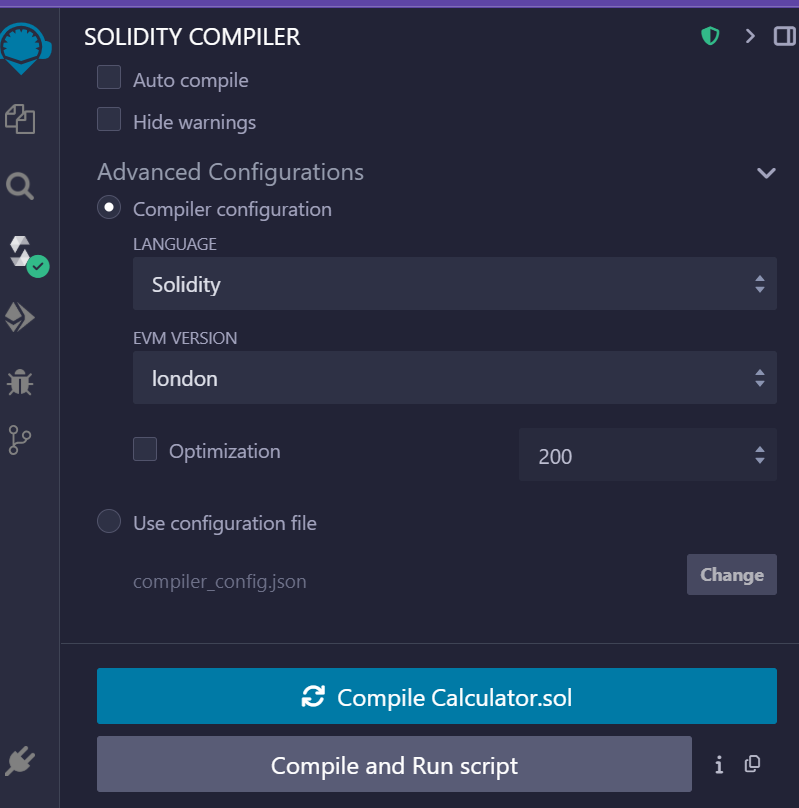 SOLIDITY COMPILER
Auto compile
Hide warnings
Advanced Configurations
Compiler configuration
LANGUAGE
Solidity
EVM VERSION
london
Optimization
200
Use configuration file
compiler_config.json
Change
Compile Calculator.sol
Compile and Run script